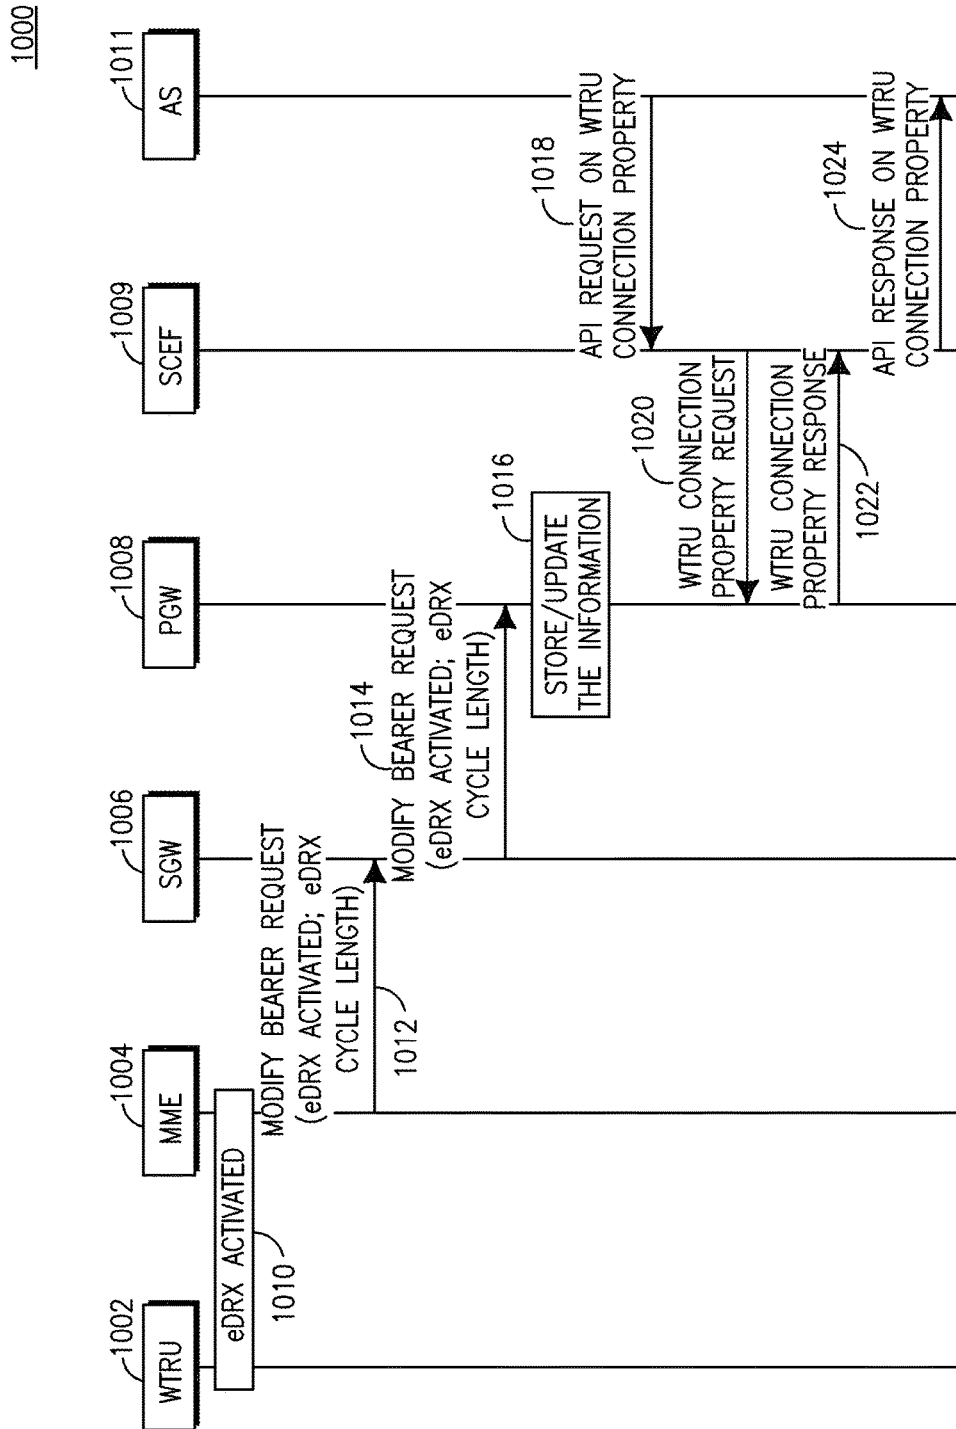 1000
1002
WTRU
1004
MME
1006
SGW
1008
PGW
1009
SCEF
1011
AS
eDRX ACTIVATED
1010
MODIFY BEARER REQUEST
(eDRX ACTIVATED; eDRX
CYCLE LENGTH)
1012
1014
MODIFY BEARER REQUEST
(eDRX ACTIVATED; eDRX
CYCLE LENGTH)
1016
STORE/UPDATE
THE INFORMATION
1018
API REQUEST ON WTRU
CONNECTION PROPERTY
1020
WTRU CONNECTION
PROPERTY REQUEST
WTRU CONNECTION
PROPERTY RESPONSE
1022
1024
API RESPONSE ON WTRU
CONNECTION PROPERTY